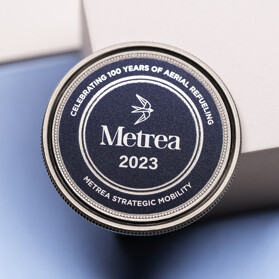 CELEBRATING 100 YEARS OF AERIAL REFUELING
Metrea
2023
METREA STRATEGIC MOBILITY